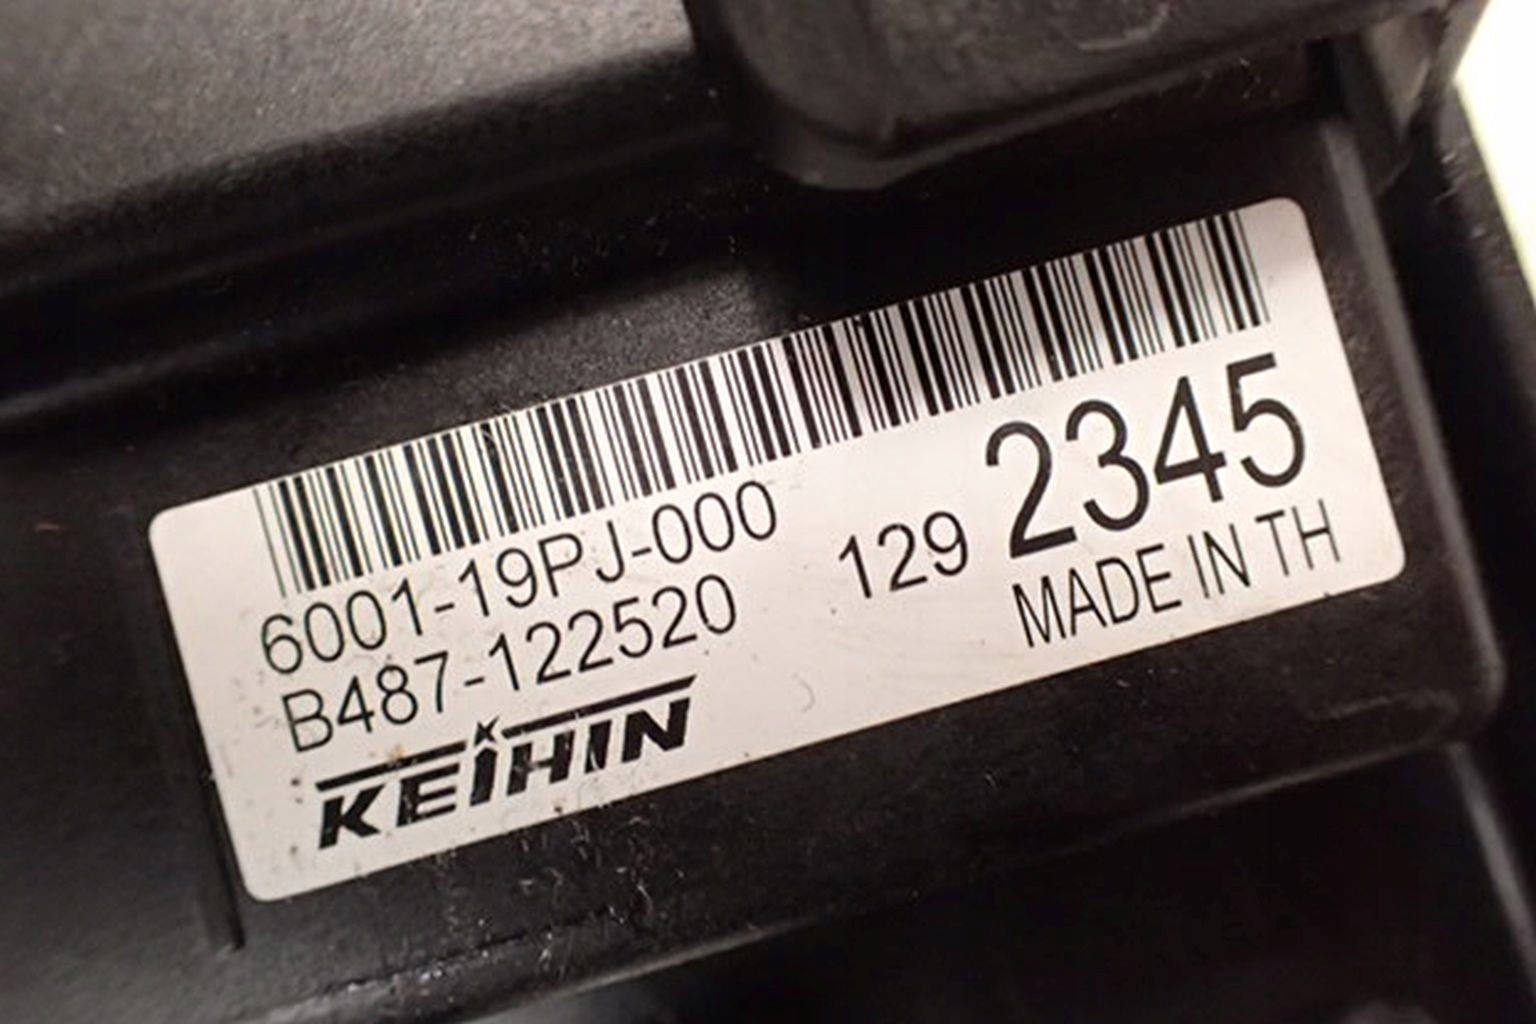 6001-19PJ-000
B487-122520
KEIHIN
129 2345
MADE IN TH